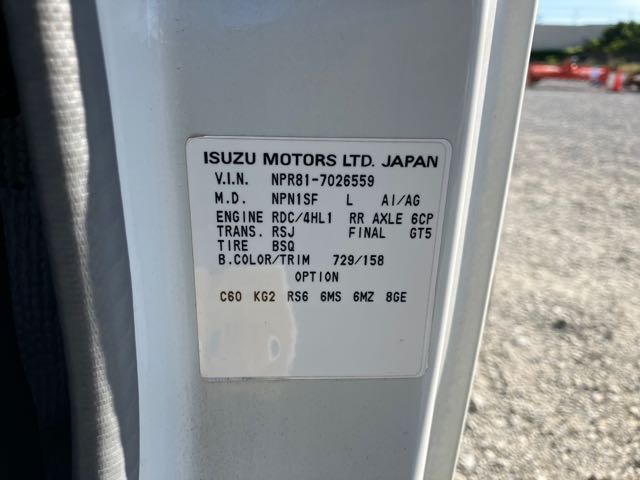 ISUZU MOTORS LTD. JAPAN
V.I.N. NPR81-7026559
M.D. NPN1SF L AI/AG
ENGINE RDC/4HL1 RR AXLE 6CP
TRANS. RSJ FINAL GT5
TIRE BSQ
B.COLOR/TRIM 729/158
OPTION
C60 KG2 RS6 6MS 6MZ 8GE